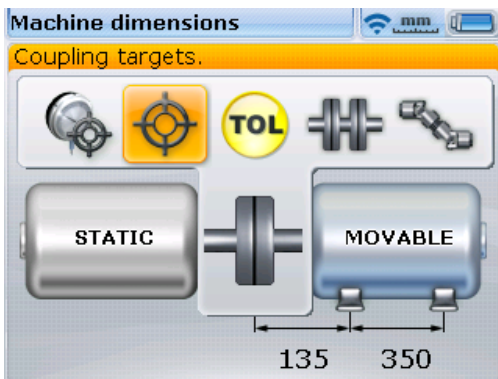 Machine dimensions
mm
Coupling targets.
TOL
STATIC
MOVABLE
135 350